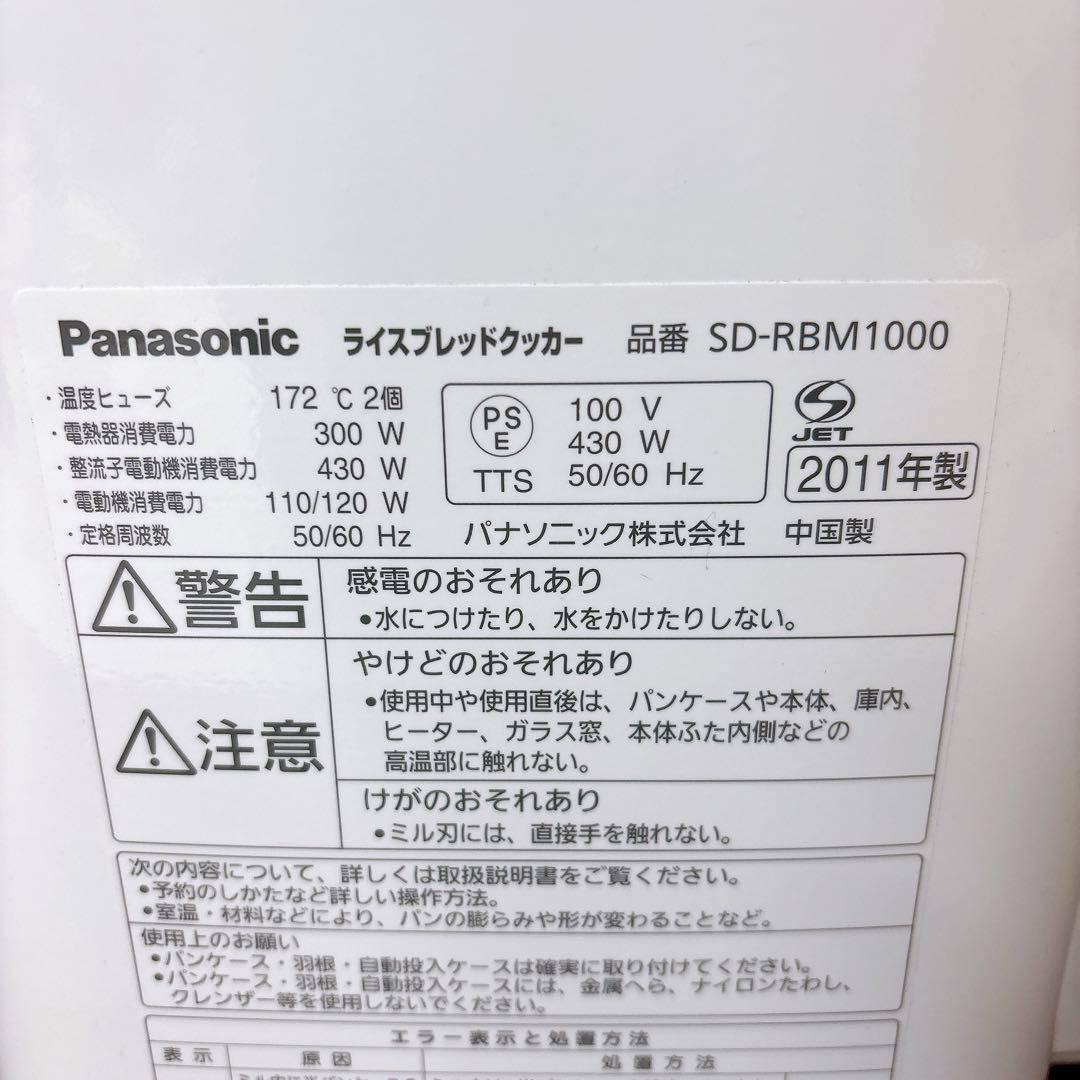 Panasonic ライスブレッドクッカー 品番 SD-RBM1000
・温度ヒューズ 172 ℃ 2個
・電熱器消費電力 300 W
・整流子電動機消費電力 430 W
・電動機消費電力 110/120 W
・定格周波数 50/60 Hz
PS
E
TTS
100 V
430 W
50/60 Hz
JET
2011年製
パナソニック株式会社 中国製
警告
感電のおそれあり
●水につけたり、水をかけたりしない。
注意
やけどのおそれあり
●使用中や使用直後は、パンケースや本体、庫内、
ヒーター、ガラス窓、本体ふた内側などの
高温部に触れない。
けがのおそれあり
●ミル刃には、直接手を触れない。
次の内容について、詳しくは取扱説明書をご覧ください。
●予約のしかたなど詳しい操作方法。
●室温・材料などにより、パンの膨らみや形が変わることなど。
使用上のお願い
●パンケース・羽根・自動投入ケースは確実に取り付けてください。
●パンケース・羽根・自動投入ケースには、金属へら、ナイロンたわし、
クレンザー等を使用しないでください。
エラー表示と処置方法
表示 原因 処置方法